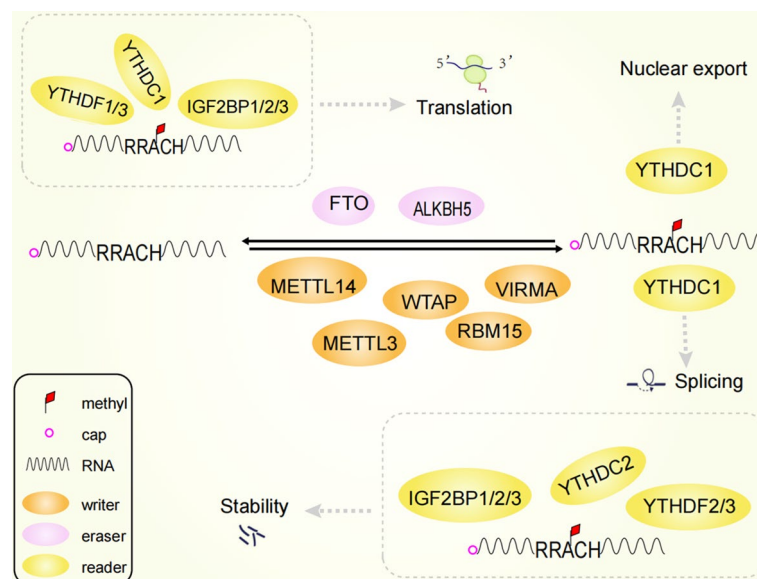 YTHDF1/3
YTHDC1
IGF2BP1/2/3
RRACH
5’ 3’
Translation
Nuclear export
YTHDC1
FTO
ALKBH5
RRACH
RRACH
METTL14
WTAP
VIRMA
METTL3
RBM15
YTHDC1
Splicing
methyl
cap
RNA
writer
eraser
reader
Stability
IGF2BP1/2/3
YTHDC2
YTHDF2/3
RRACH